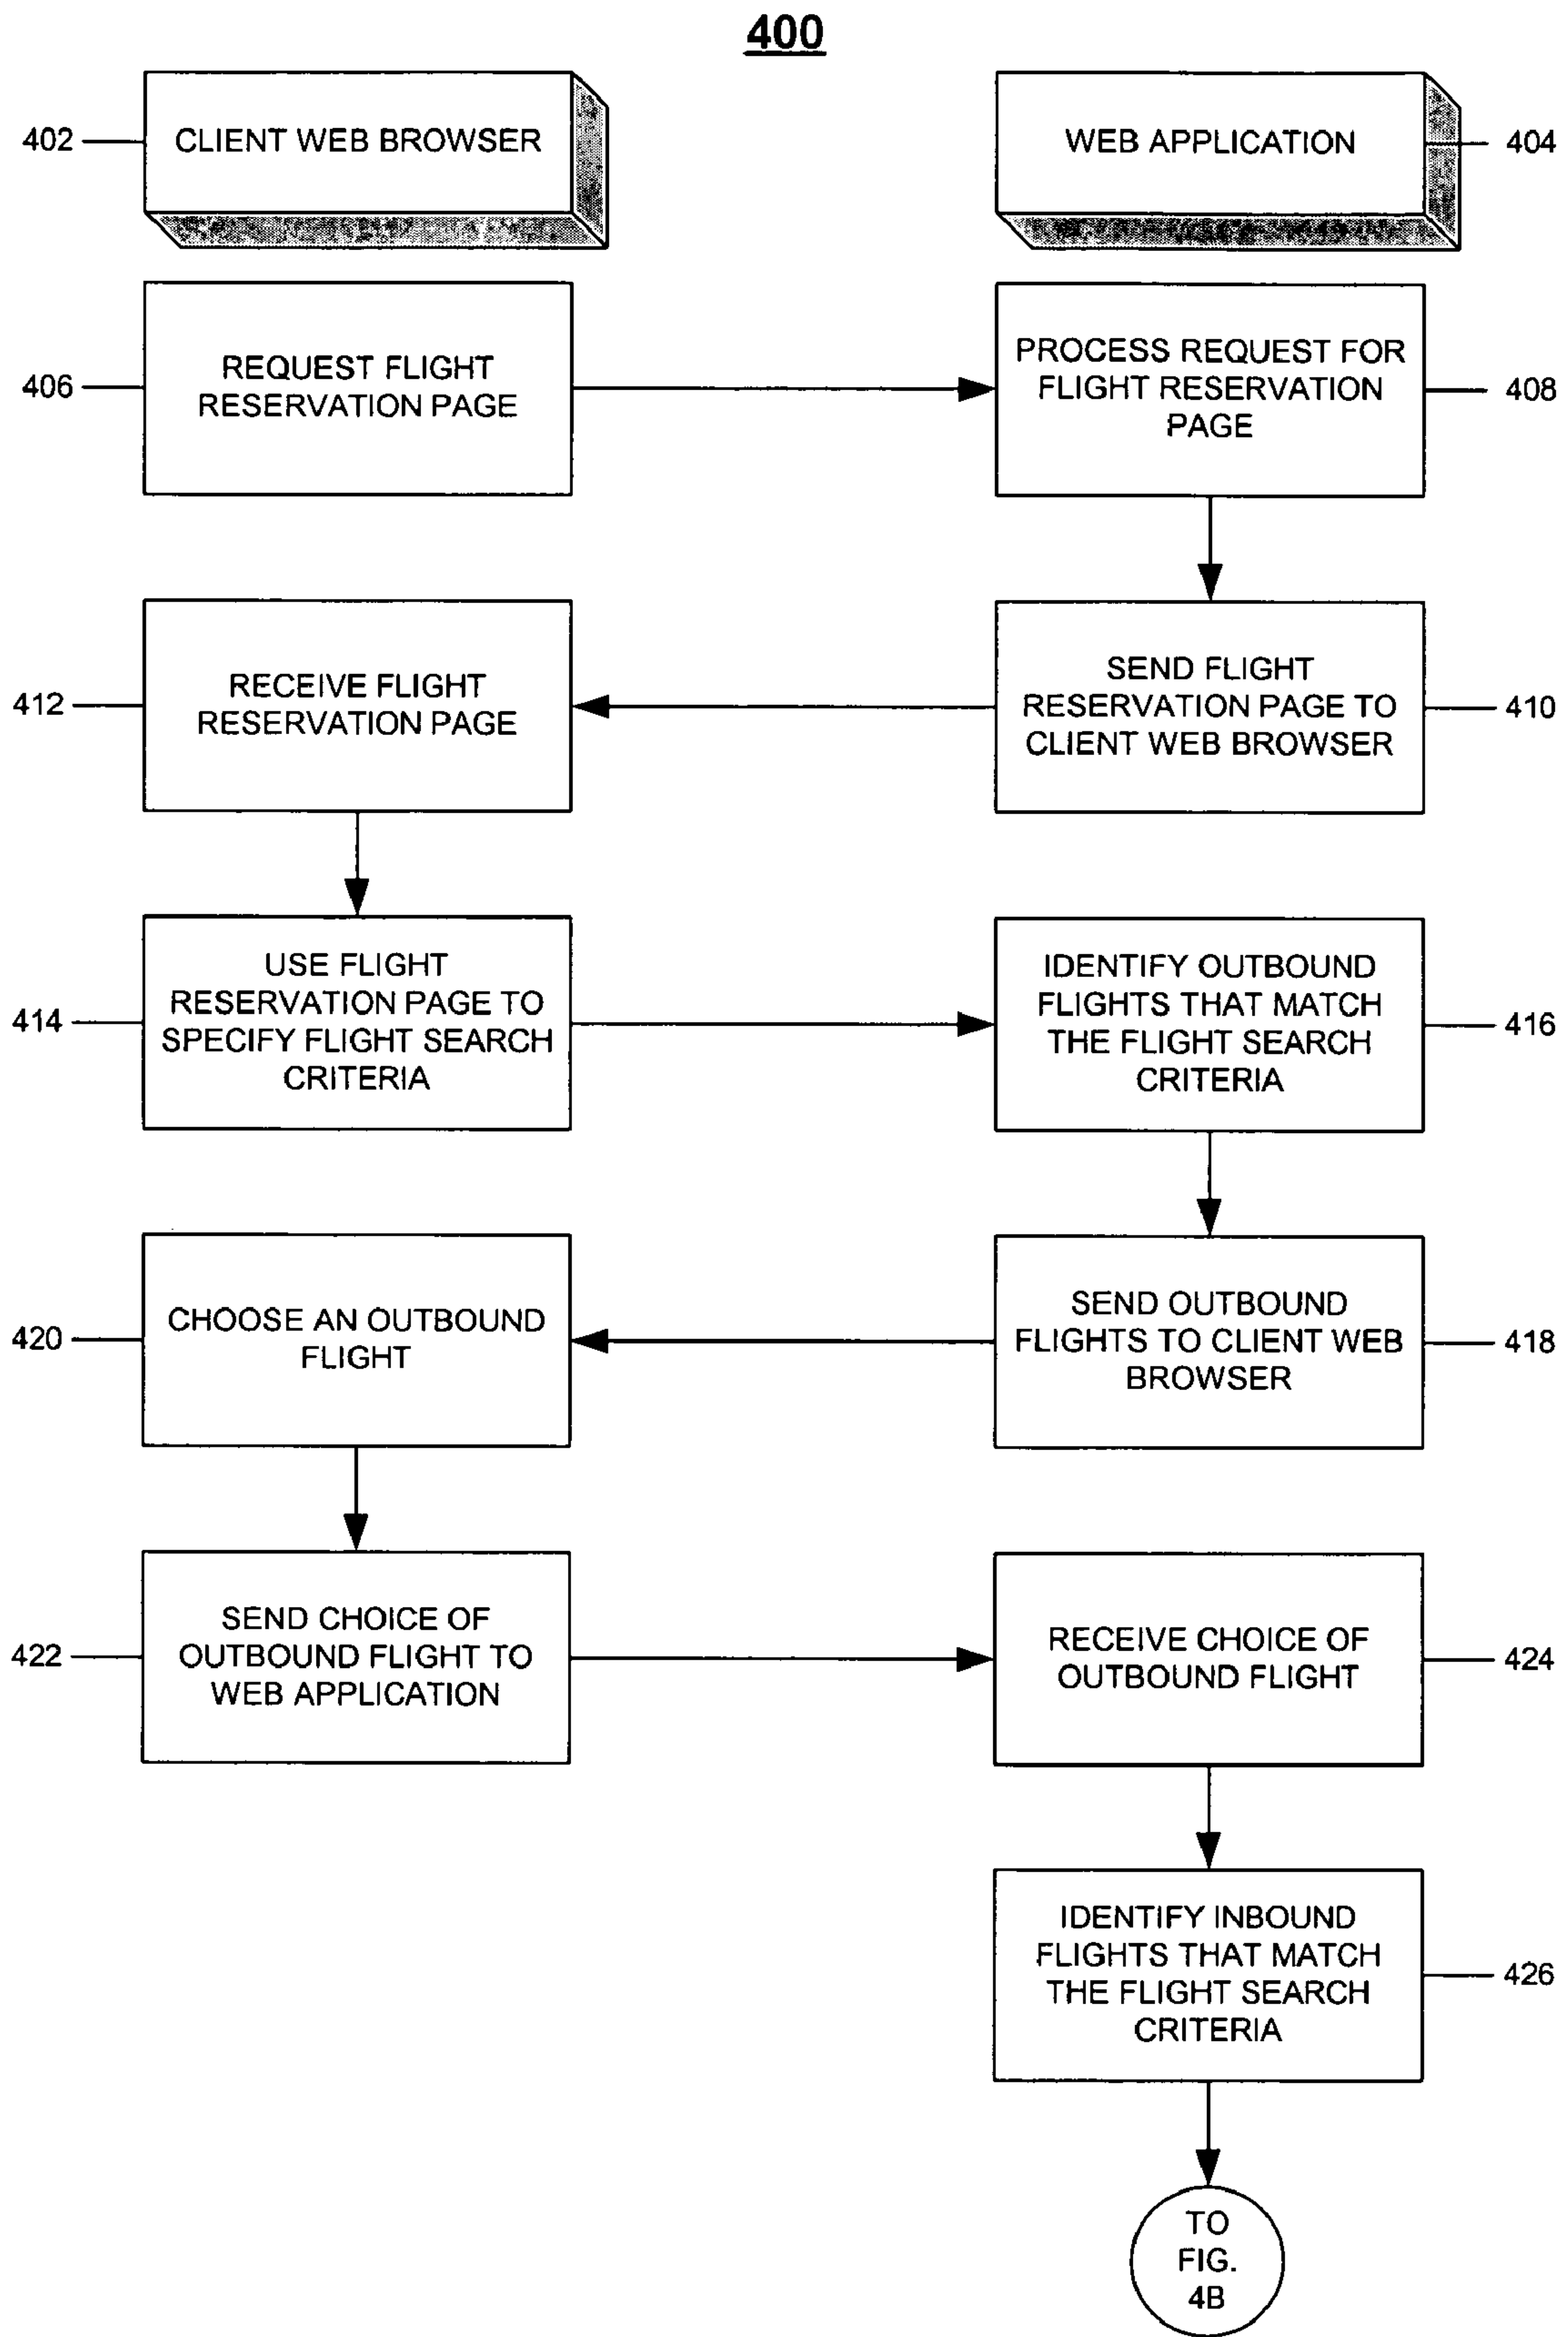 400
402
CLIENT WEB BROWSER
WEB APPLICATION
404
406
REQUEST FLIGHT
RESERVATION PAGE
PROCESS REQUEST FOR
FLIGHT RESERVATION
PAGE
408
412
RECEIVE FLIGHT
RESERVATION PAGE
SEND FLIGHT
RESERVATION PAGE TO
CLIENT WEB BROWSER
410
414
USE FLIGHT
RESERVATION PAGE TO
SPECIFY FLIGHT SEARCH
CRITERIA
IDENTIFY OUTBOUND
FLIGHTS THAT MATCH
THE FLIGHT SEARCH
CRITERIA
416
420
CHOOSE AN OUTBOUND
FLIGHT
SEND OUTBOUND
FLIGHTS TO CLIENT WEB
BROWSER
418
422
SEND CHOICE OF
OUTBOUND FLIGHT TO
WEB APPLICATION
RECEIVE CHOICE OF
OUTBOUND FLIGHT
424
IDENTIFY INBOUND
FLIGHTS THAT MATCH
THE FLIGHT SEARCH
CRITERIA
426
TO
FIG.
4B